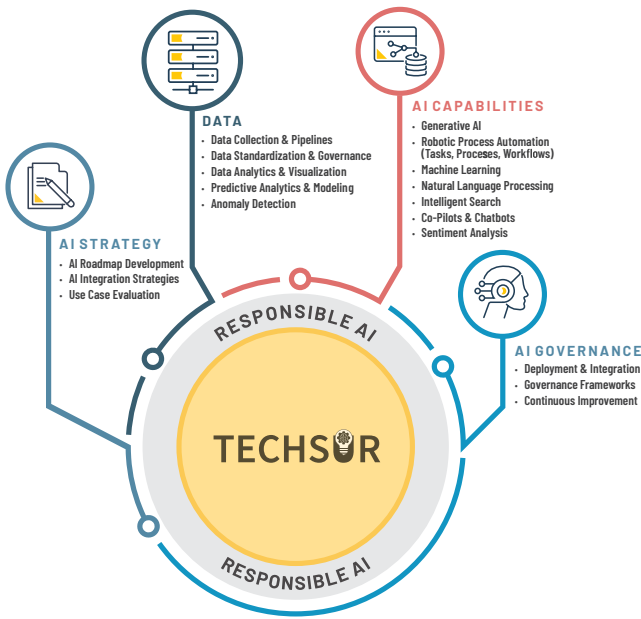 DATA
Data Collection & Pipelines
Data Standardization & Governance
Data Analytics & Visualization
Predictive Analytics & Modeling
Anomaly Detection
AI CAPABILITIES
Generative AI
Robotic Process Automation
(Tasks, Processes, Workflows)
Machine Learning
Natural Language Processing
Intelligent Search
Co-Pilots & Chatbots
Sentiment Analysis
AI STRATEGY
AI Roadmap Development
AI Integration Strategies
Use Case Evaluation
AI GOVERNANCE
Deployment & Integration
Governance Frameworks
Continuous Improvement
RESPONSIBLE AI
TECHSUR
RESPONSIBLE AI